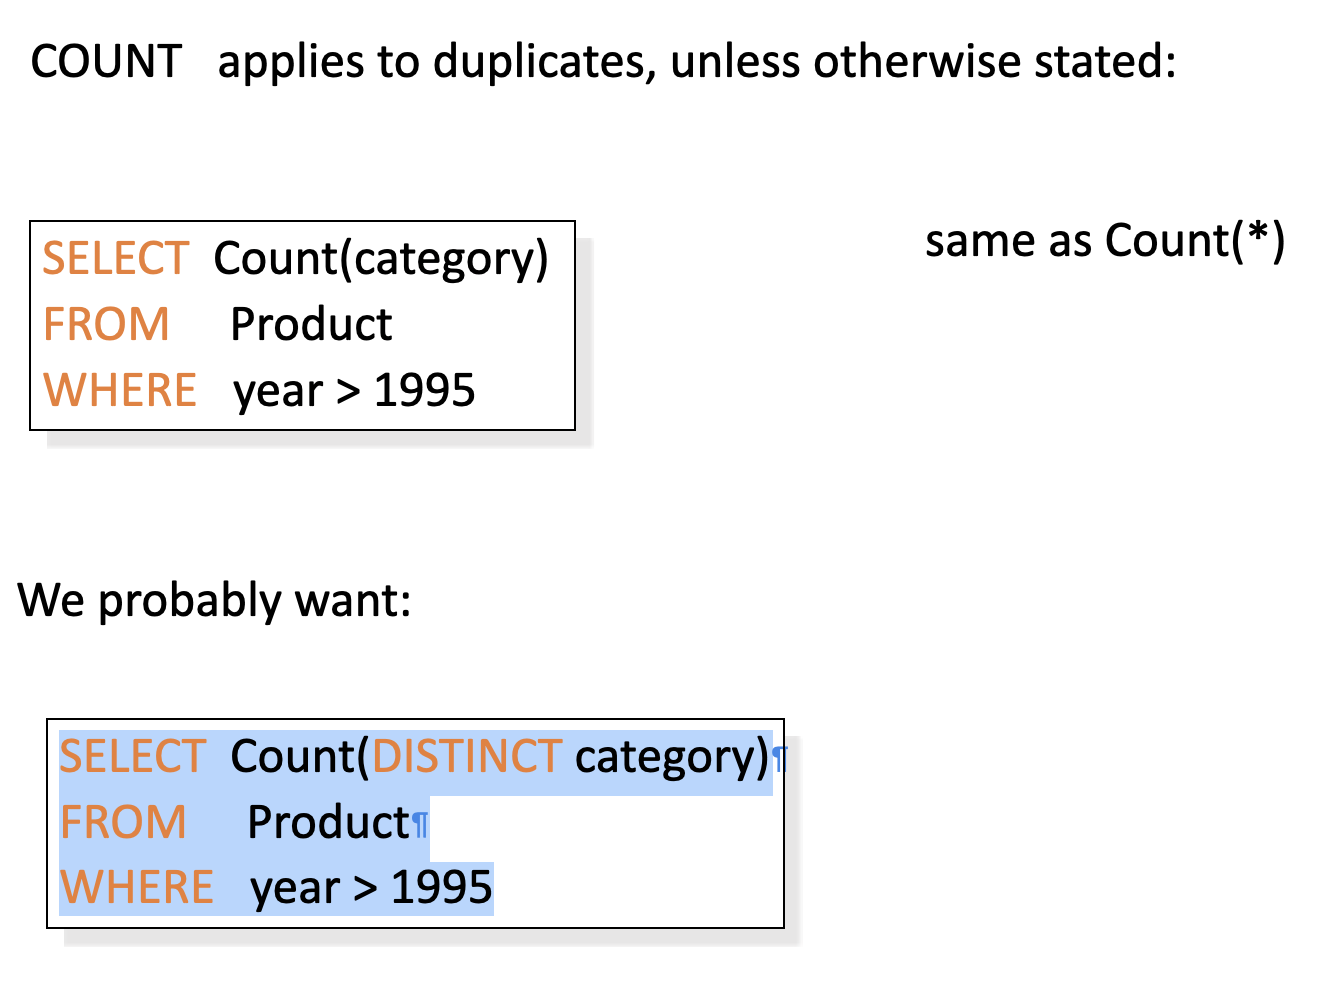 COUNT applies to duplicates, unless otherwise stated:
SELECT Count(category)
same as Count(*)
FROM Product
WHERE year > 1995
We probably want:
SELECT Count(DISTINCT category)¶
FROM Product¶
WHERE year > 1995